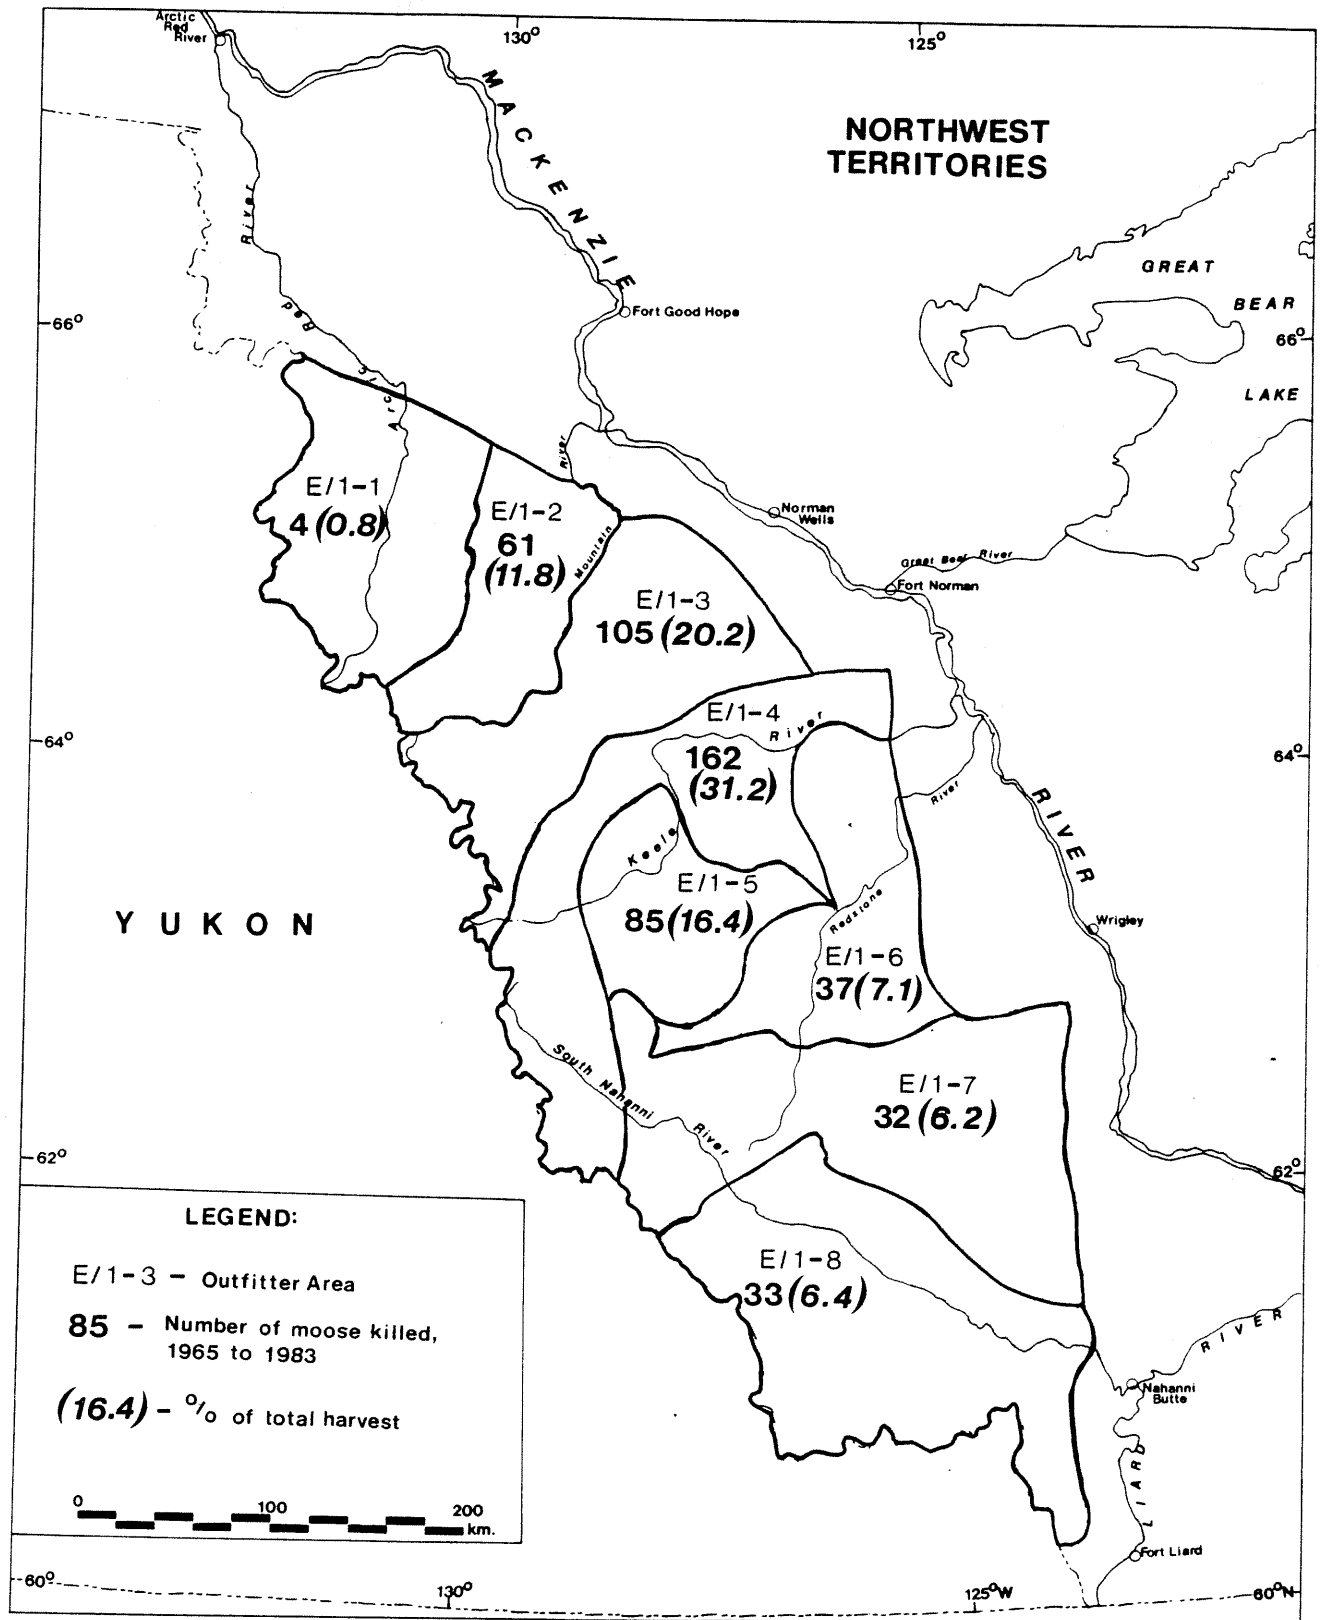 Arctic
Red
River
130°
125°
MACKENZIE
NORTHWEST
TERRITORIES
River
GREAT
BEAR
LAKE
Fort Good Hope
66°
66°
Red
Arctic
River
E/1-1
4 (0.8)
E/1-2
61
(11.8)
Mountain
Norman
Wells
Great Bear River
Fort Norman
E/1-3
105 (20.2)
E/1-4
River
162
(31.2)
64°
64°
River
RIVER
Keele
E/1-5
85 (16.4)
Redstone
YUKON
Wrigley
E/1-6
37 (7.1)
South Nahanni
River
E/1-7
32 (6.2)
62°
62°
E/1-8
33 (6.4)
LEGEND:
E/1-3 – Outfitter Area
85 – Number of moose killed,
1965 to 1983
(16.4) – % of total harvest
0 100 200
km.
RIVER
Nahanni
Butte
LIARD
Fort Liard
60°
130°
125°W
60°N